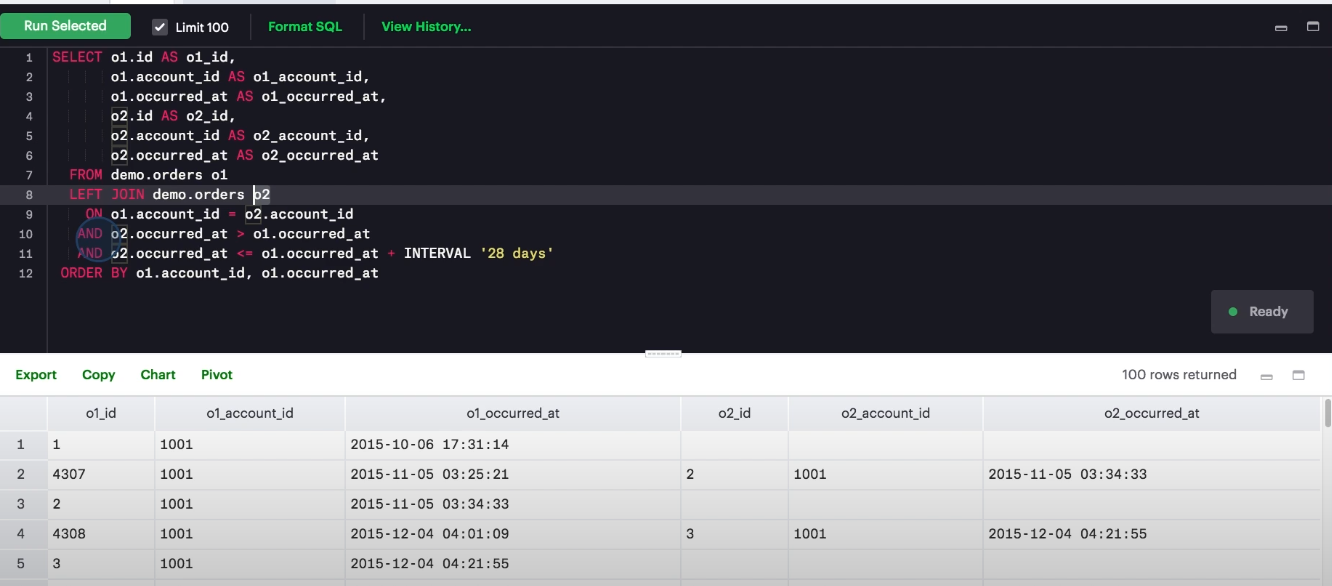 Run Selected Limit 100 Format SQL View History...
1 SELECT o1.id AS o1_id,
2 o1.account_id AS o1_account_id,
3 o1.occurred_at AS o1_occurred_at,
4 o2.id AS o2_id,
5 o2.account_id AS o2_account_id,
6 o2.occurred_at AS o2_occurred_at
7 FROM demo.orders o1
8 LEFT JOIN demo.orders o2
9 ON o1.account_id = o2.account_id
10 AND o2.occurred_at > o1.occurred_at
11 AND o2.occurred_at <= o1.occurred_at + INTERVAL '28 days'
12 ORDER BY o1.account_id, o1.occurred_at
Ready
Export Copy Chart Pivot 100 rows returned
o1_id o1_account_id o1_occurred_at o2_id o2_account_id o2_occurred_at
1 1 1001 2015-10-06 17:31:14
2 4307 1001 2015-11-05 03:25:21 2 1001 2015-11-05 03:34:33
3 2 1001 2015-11-05 03:34:33
4 4308 1001 2015-12-04 04:01:09 3 1001 2015-12-04 04:21:55
5 3 1001 2015-12-04 04:21:55